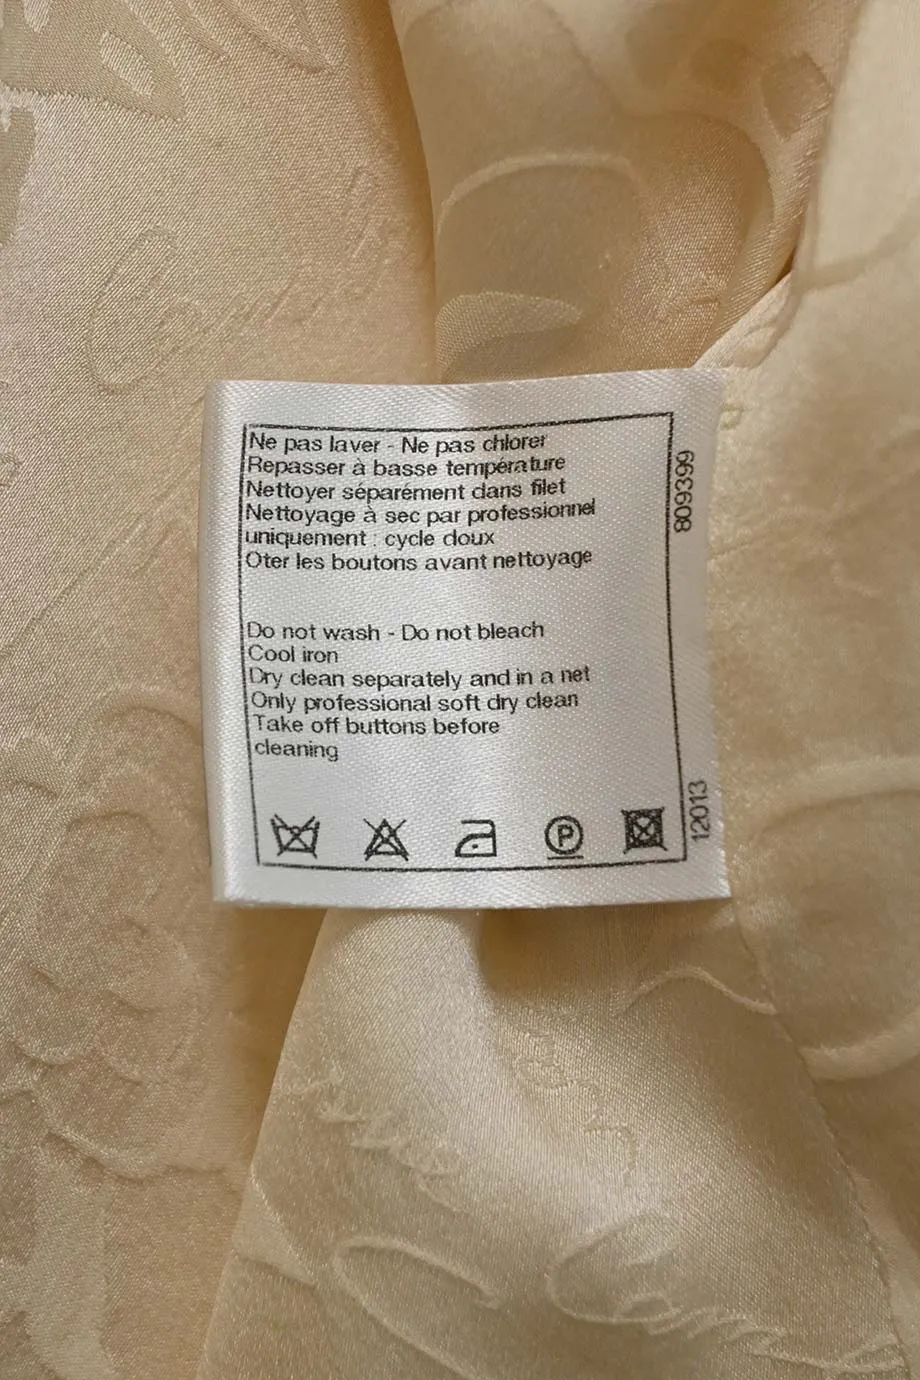 Ne pas laver - Ne pas chlorer
Repasser à basse température
Nettoyer séparément dans filet
Nettoyage à sec par professionnel
uniquement : cycle doux
Oter les boutons avant nettoyage
Do not wash - Do not bleach
Cool iron
Dry clean separately and in a net
Only professional soft dry clean
Take off buttons before
cleaning
P
809399
12013